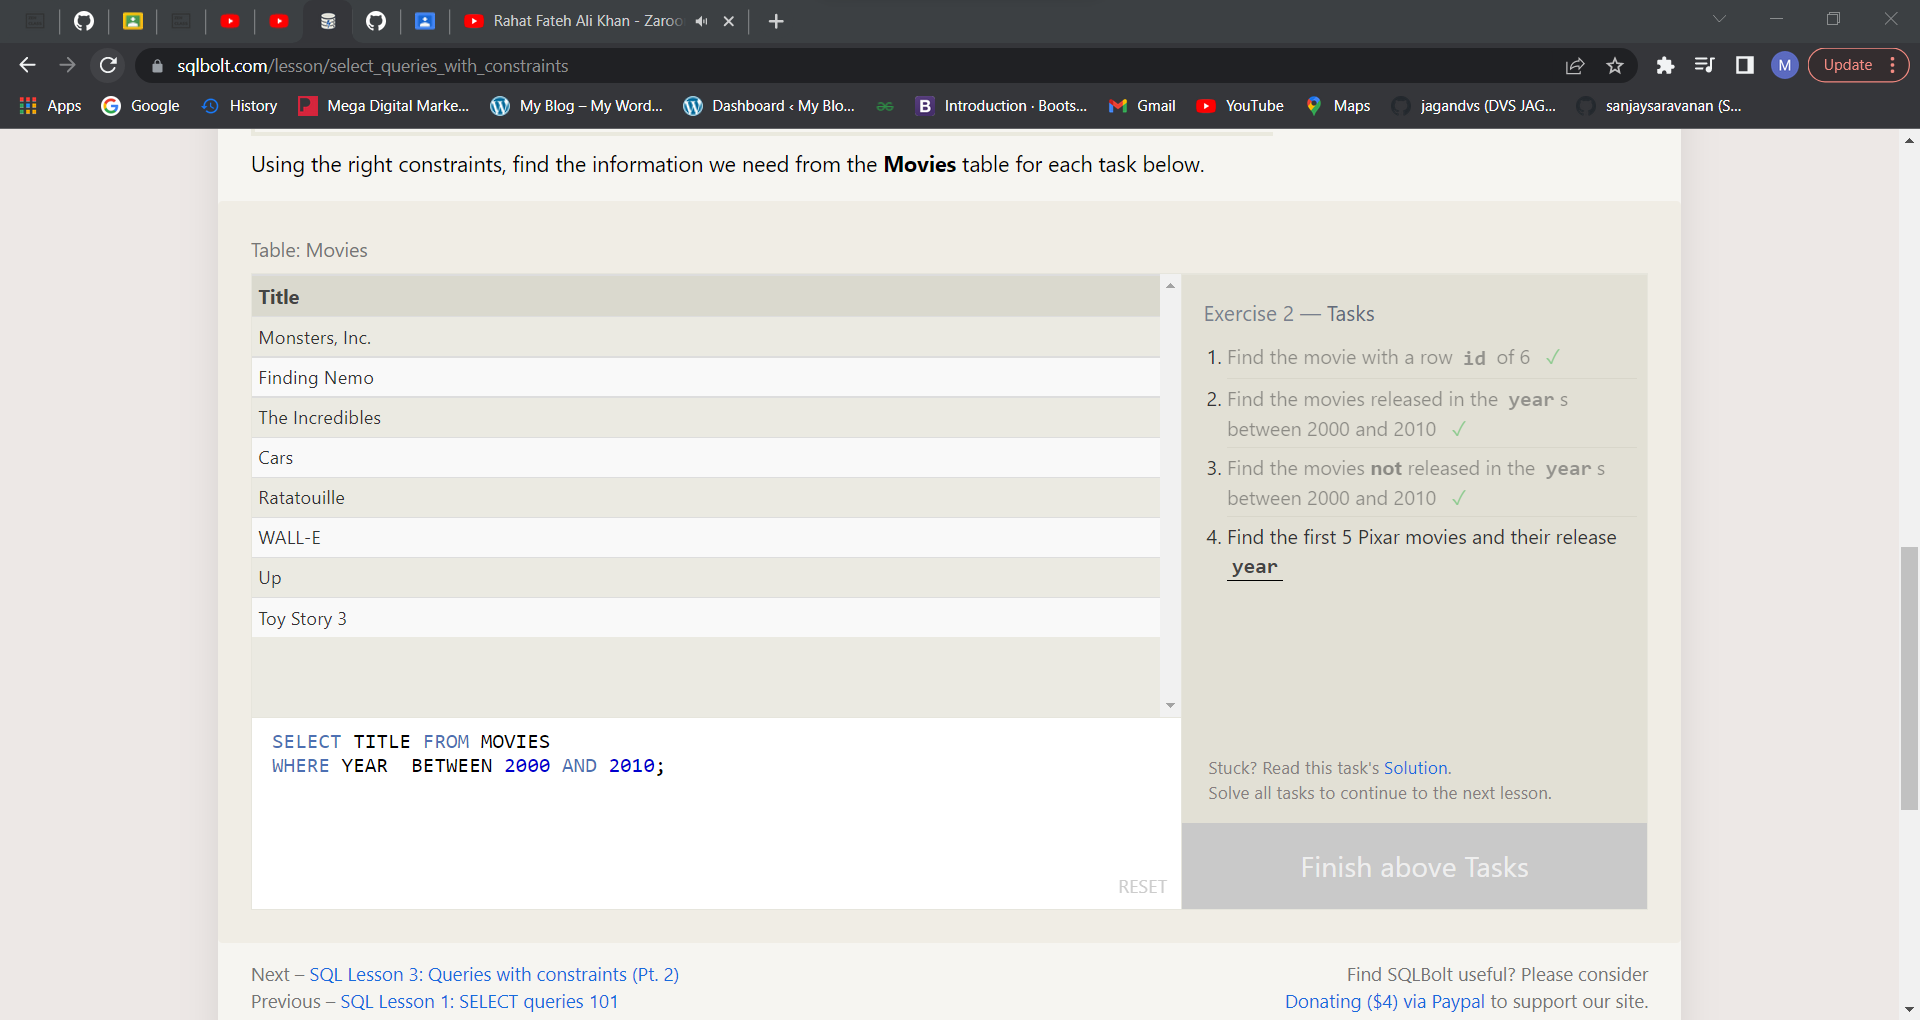 Rahat Fateh Ali Khan - Zaroo
sqlbolt.com/lesson/select_queries_with_constraints
M
Update
Apps
Google
History
Mega Digital Marke...
My Blog – My Word...
Dashboard ‹ My Blo...
B
Introduction · Boots...
Gmail
YouTube
Maps
jagandvs (DVS JAG...
sanjaysaravanan (S...
Using the right constraints, find the information we need from the Movies table for each task below.
Table: Movies
Title
Monsters, Inc.
Finding Nemo
The Incredibles
Cars
Ratatouille
WALL-E
Up
Toy Story 3
SELECT TITLE FROM MOVIES
WHERE YEAR  BETWEEN 2000 AND 2010;
RESET
Exercise 2 — Tasks
1. Find the movie with a row id of 6 ✓
2. Find the movies released in the year s
between 2000 and 2010 ✓
3. Find the movies not released in the year s
between 2000 and 2010 ✓
4. Find the first 5 Pixar movies and their release
year
Stuck? Read this task's Solution.
Solve all tasks to continue to the next lesson.
Finish above Tasks
Next – SQL Lesson 3: Queries with constraints (Pt. 2)
Previous – SQL Lesson 1: SELECT queries 101
Find SQLBolt useful? Please consider
Donating ($4) via Paypal to support our site.